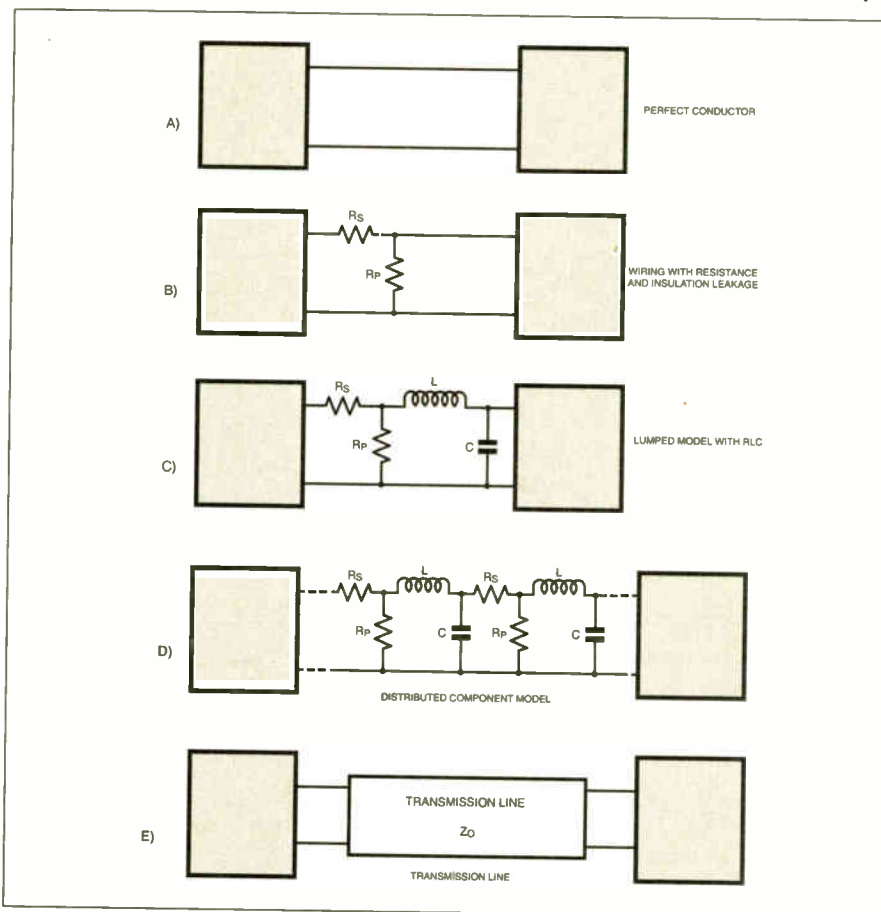 A)
PERFECT CONDUCTOR
B)
RS
RP
WIRING WITH RESISTANCE
AND INSULATION LEAKAGE
C)
RS
L
RP
C
LUMPED MODEL WITH RLC
D)
RS
L
RS
L
RP
C
RP
C
DISTRIBUTED COMPONENT MODEL
E)
TRANSMISSION LINE
ZO
TRANSMISSION LINE